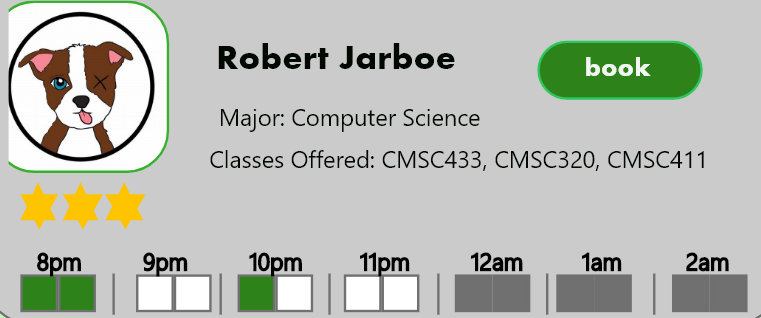 Robert Jarboe
book
Major: Computer Science
Classes Offered: CMSC433, CMSC320, CMSC411
8pm 9pm 10pm 11pm 12am 1am 2am